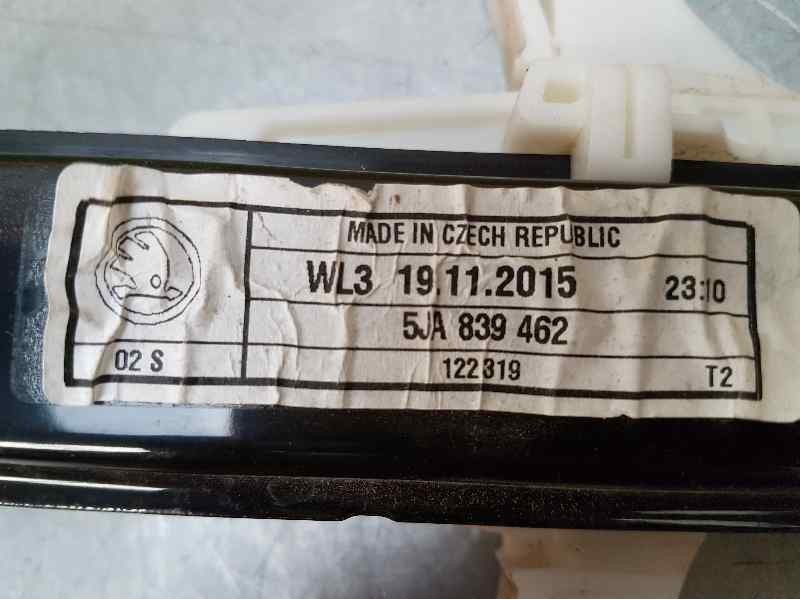 MADE IN CZECH REPUBLIC
WL3 19.11.2015 23:10
5JA 839 462
02 S 122319 T2